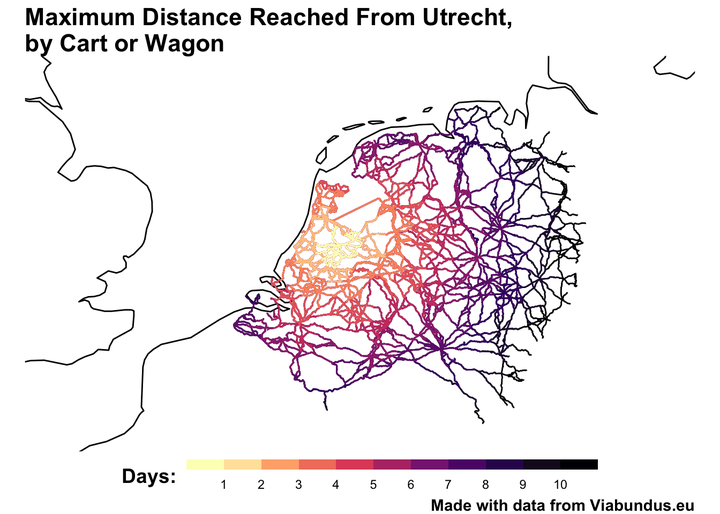 Maximum Distance Reached From Utrecht,
by Cart or Wagon
Days:
1 2 3 4 5 6 7 8 9 10
Made with data from Viabundus.eu